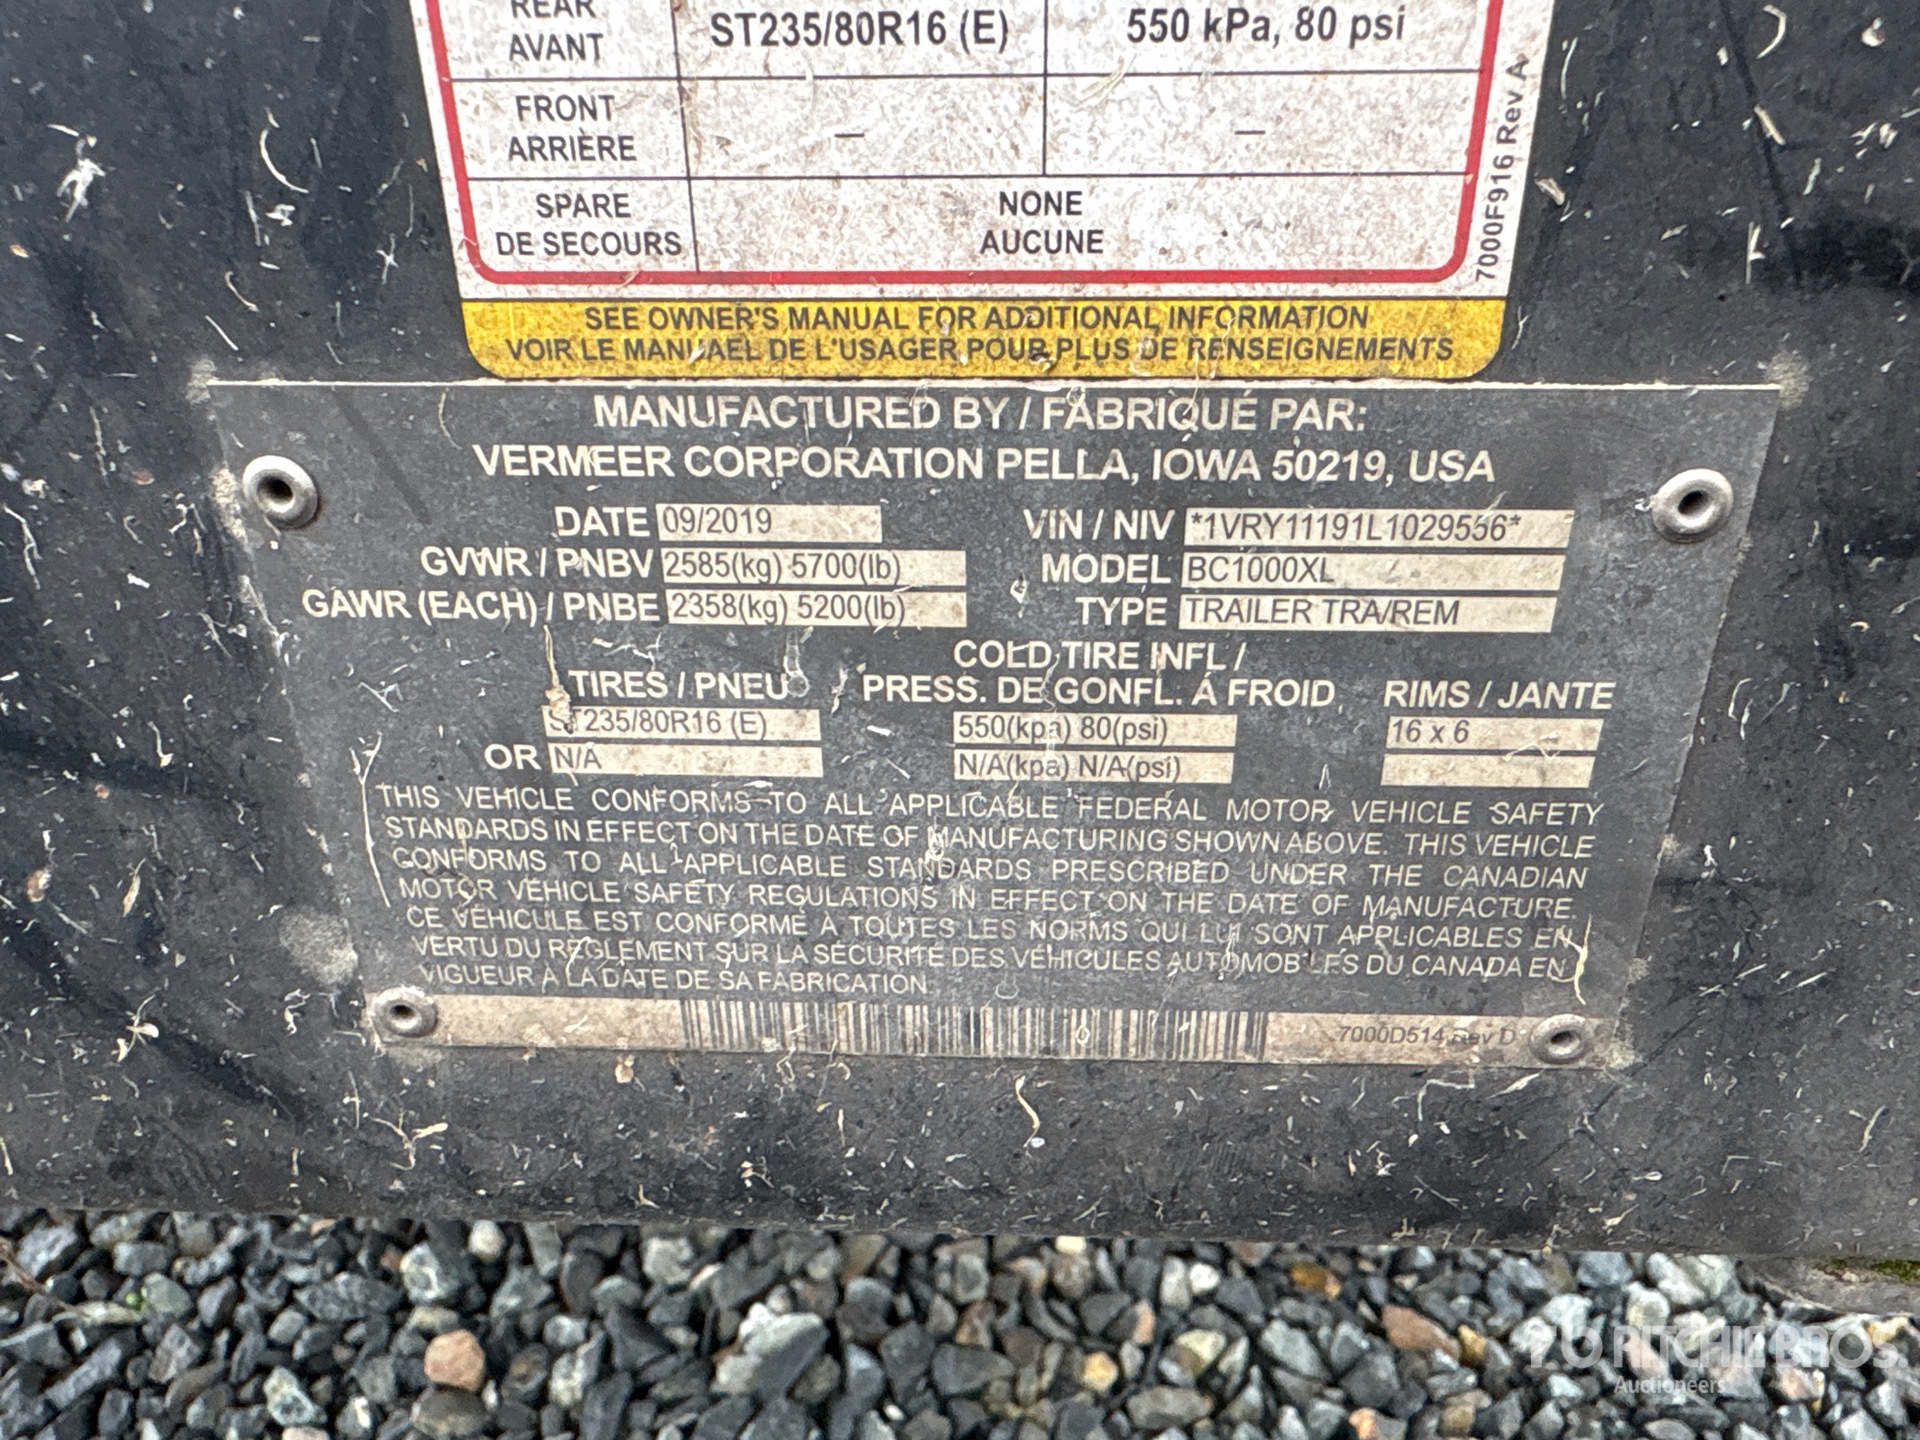 REAR
AVANT
ST235/80R16 (E)
550 kPa, 80 psi
FRONT
ARRIÈRE
–
–
SPARE
DE SECOURS
NONE
AUCUNE
7000F916 Rev A
SEE OWNER'S MANUAL FOR ADDITIONAL INFORMATION
VOIR LE MANUAEL DE L'USAGER POUR PLUS DE RENSEIGNEMENTS
MANUFACTURED BY / FABRIQUÉ PAR:
VERMEER CORPORATION PELLA, IOWA 50219, USA
DATE 09/2019
VIN / NIV *1VRY11191L1029556*
GVWR / PNBV 2585(kg) 5700(lb)
MODEL BC1000XL
GAWR (EACH) / PNBE 2358(kg) 5200(lb)
TYPE TRAILER TRA/REM
TIRES / PNEU
COLD TIRE INFL /
PRESS. DE GONFL. À FROID
RIMS / JANTE
ST235/80R16 (E)
550(kpa) 80(psi)
16 x 6
OR N/A
N/A(kpa) N/A(psi)
THIS VEHICLE CONFORMS TO ALL APPLICABLE FEDERAL MOTOR VEHICLE SAFETY
STANDARDS IN EFFECT ON THE DATE OF MANUFACTURING SHOWN ABOVE. THIS VEHICLE
CONFORMS TO ALL APPLICABLE STANDARDS PRESCRIBED UNDER THE CANADIAN
MOTOR VEHICLE SAFETY REGULATIONS IN EFFECT ON THE DATE OF MANUFACTURE.
CE VÉHICULE EST CONFORME À TOUTES LES NORMS QUI LUI SONT APPLICABLES EN
VERTU DU RÈGLEMENT SUR LA SÉCURITÉ DES VÉHICULES AUTOMOBILES DU CANADA EN
VIGUEUR À LA DATE DE SA FABRICATION
7000D514 Rev D
RITCHIE BROS.
Auctioneers